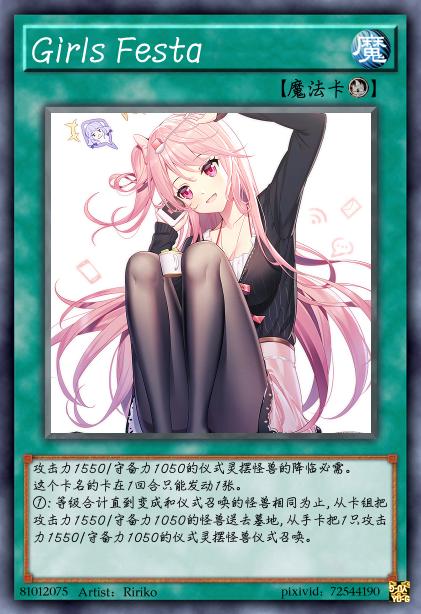 Girls Festa
魔
【魔法卡】
攻击力1550/守备力1050的仪式灵摆怪兽的降临必需。
这个卡名的卡在1回合只能发动1张。
①：等级合计直到变成和仪式召唤的怪兽相同为止，从卡组把
攻击力1550/守备力1050的怪兽送去墓地，从手卡把1只攻击
力1550/守备力1050的仪式灵摆怪兽仪式召唤。
81012075 Artist：Ririko pixivid：72544190